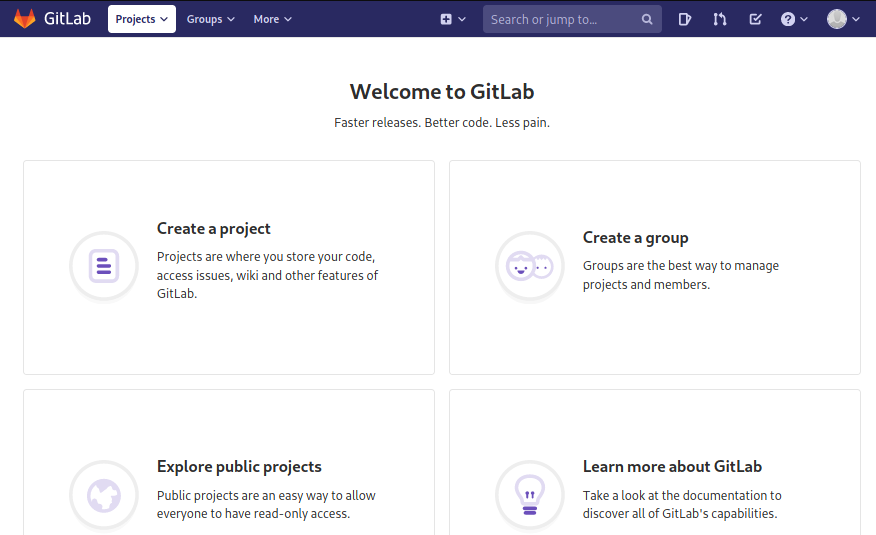 GitLab Projects Groups More Search or jump to...
Welcome to GitLab
Faster releases. Better code. Less pain.
Create a project
Projects are where you store your code,
access issues, wiki and other features of
GitLab.
Create a group
Groups are the best way to manage
projects and members.
Explore public projects
Public projects are an easy way to allow
everyone to have read-only access.
Learn more about GitLab
Take a look at the documentation to
discover all of GitLab's capabilities.